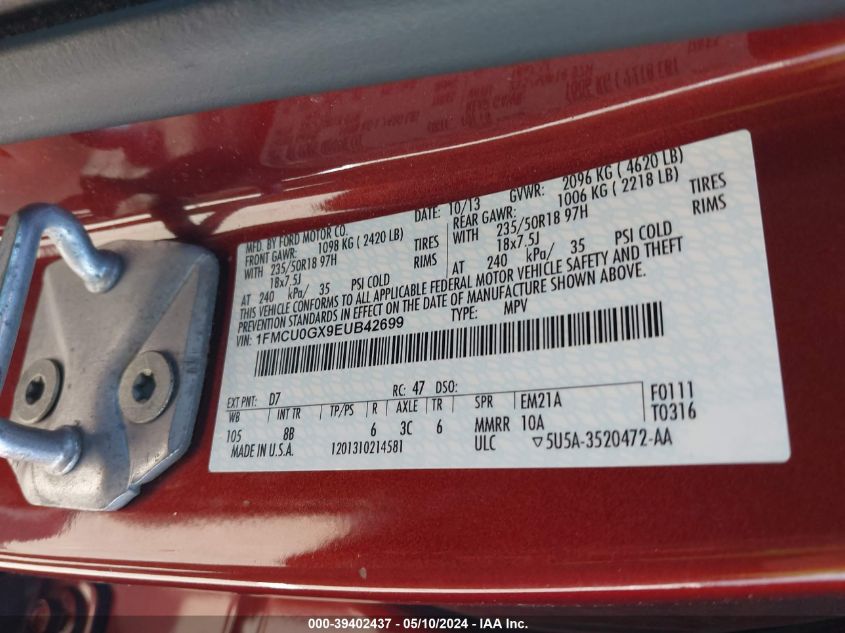 MFD. BY FORD MOTOR CO.
DATE: 10/13 GVWR: 2096 KG ( 4620 LB)
FRONT GAWR: 1098 KG ( 2420 LB)
REAR GAWR: 1006 KG ( 2218 LB)
WITH 235/50R18 97H TIRES
WITH 235/50R18 97H TIRES
18x7.5J RIMS
18x7.5J RIMS
AT 240 kPa/ 35 PSI COLD
AT 240 kPa/ 35 PSI COLD
THIS VEHICLE CONFORMS TO ALL APPLICABLE FEDERAL MOTOR VEHICLE SAFETY AND THEFT
PREVENTION STANDARDS IN EFFECT ON THE DATE OF MANUFACTURE SHOWN ABOVE.
VIN: 1FMCU0GX9EUB42699 TYPE: MPV
EXT PNT: D7 RC: 47 DSO:
WB INT TR TP/PS R AXLE TR SPR EM21A F0111
105 8B 6 3C 6 MMRR 10A T0316
MADE IN U.S.A. 1201310214581 ULC 5U5A-3520472-AA
000-39402437 - 05/10/2024 - IAA Inc.